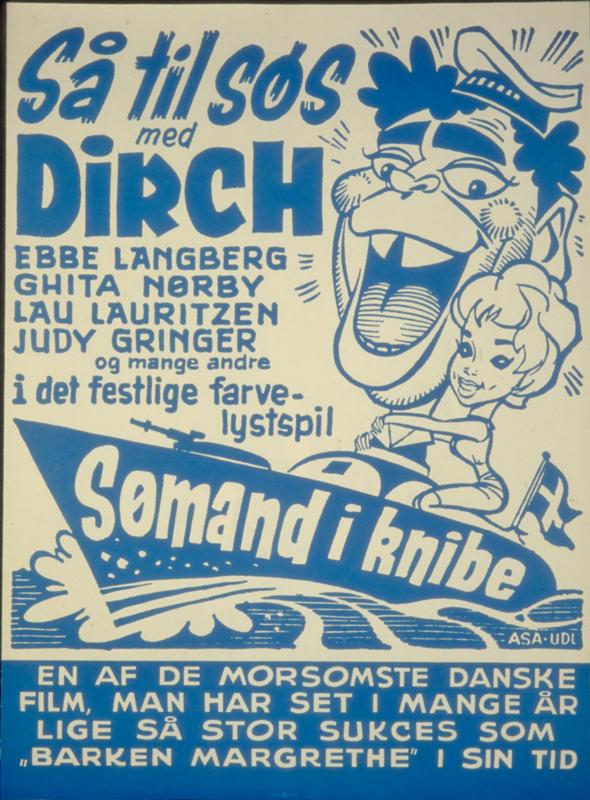 Så til søs
med
DIRCH
EBBE LANGBERG
GHITA NØRBY
LAU LAURITZEN
JUDY GRINGER
og mange andre
i det festlige farve-
lystspil
Sømand i knibe
ASA-UDL
EN AF DE MORSOMSTE DANSKE
FILM, MAN HAR SET I MANGE ÅR
LIGE SÅ STOR SUKCES SOM
„BARKEN MARGRETHE" I SIN TID